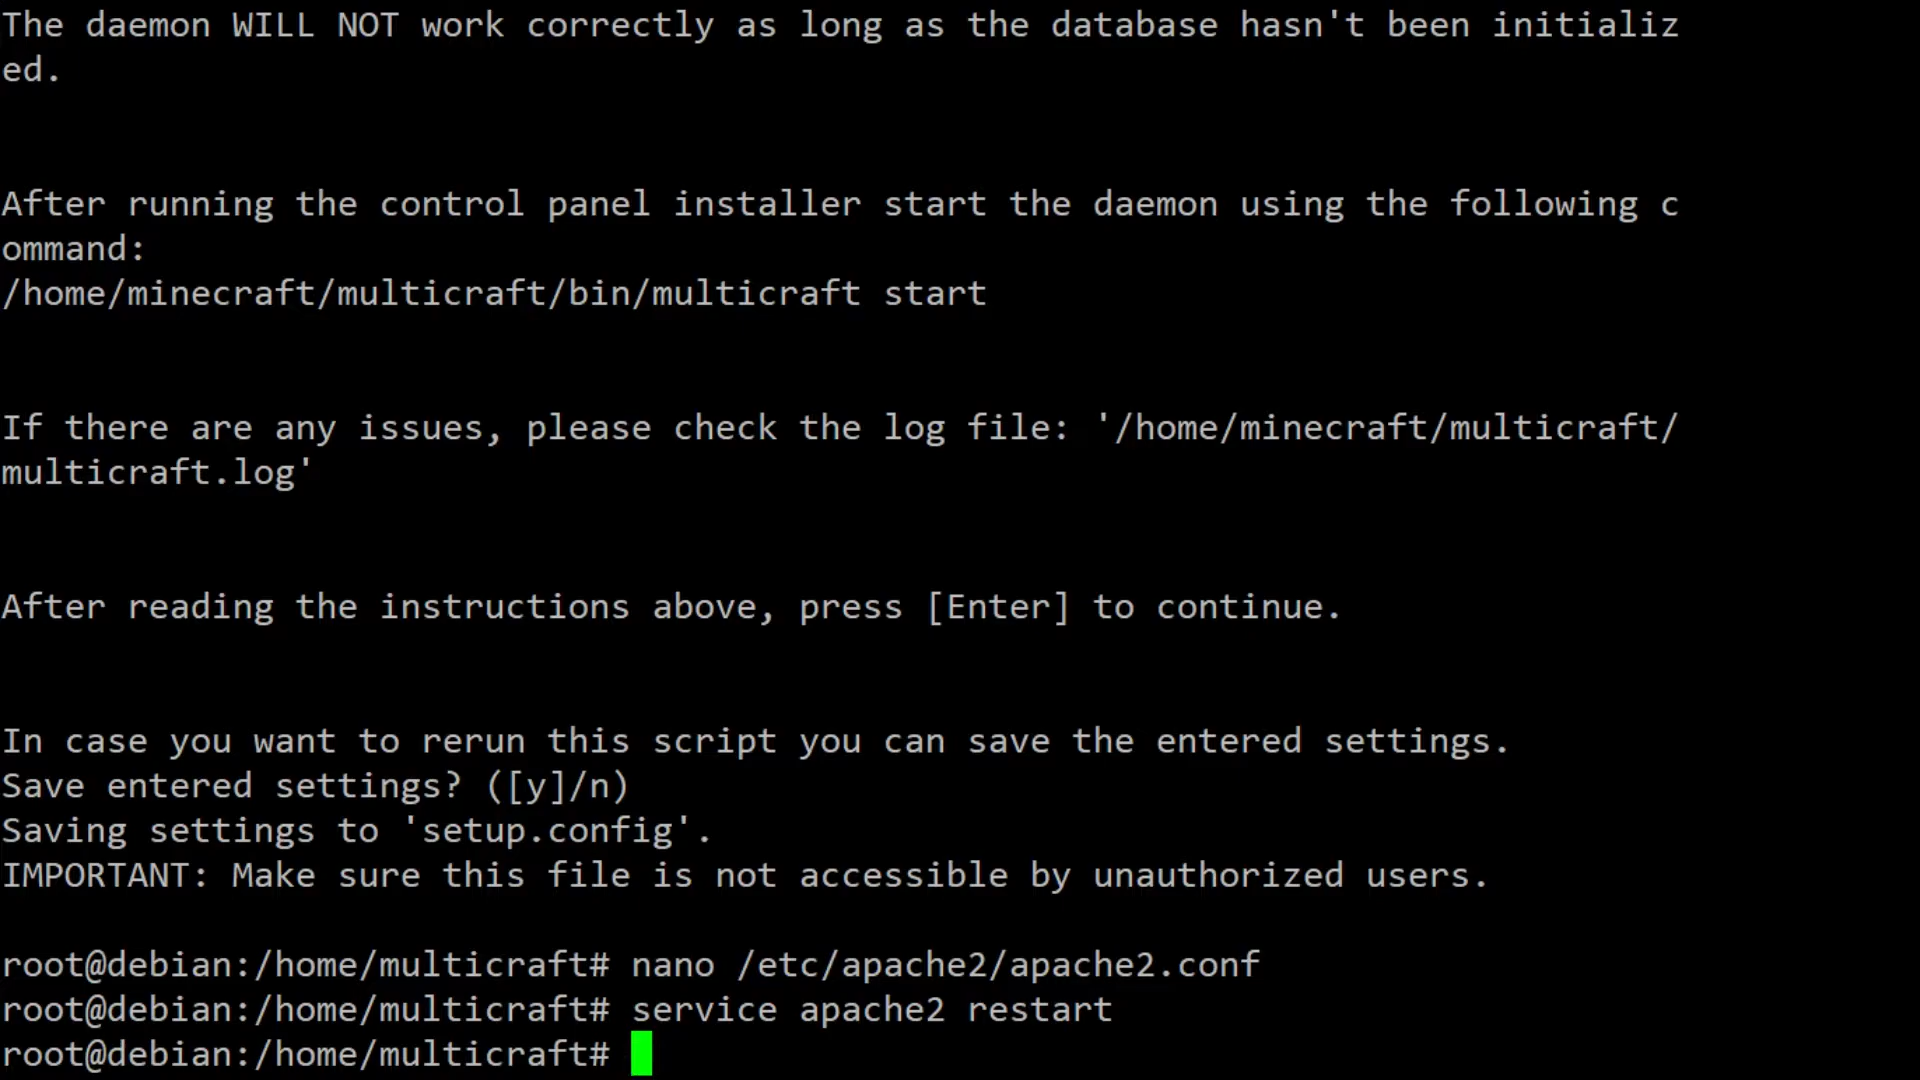 The daemon WILL NOT work correctly as long as the database hasn't been initializ
ed.
After running the control panel installer start the daemon using the following c
ommand:
/home/minecraft/multicraft/bin/multicraft start
If there are any issues, please check the log file: '/home/minecraft/multicraft/
multicraft.log'
After reading the instructions above, press [Enter] to continue.
In case you want to rerun this script you can save the entered settings.
Save entered settings? ([y]/n)
Saving settings to 'setup.config'.
IMPORTANT: Make sure this file is not accessible by unauthorized users.
root@debian:/home/multicraft# nano /etc/apache2/apache2.conf
root@debian:/home/multicraft# service apache2 restart
root@debian:/home/multicraft#